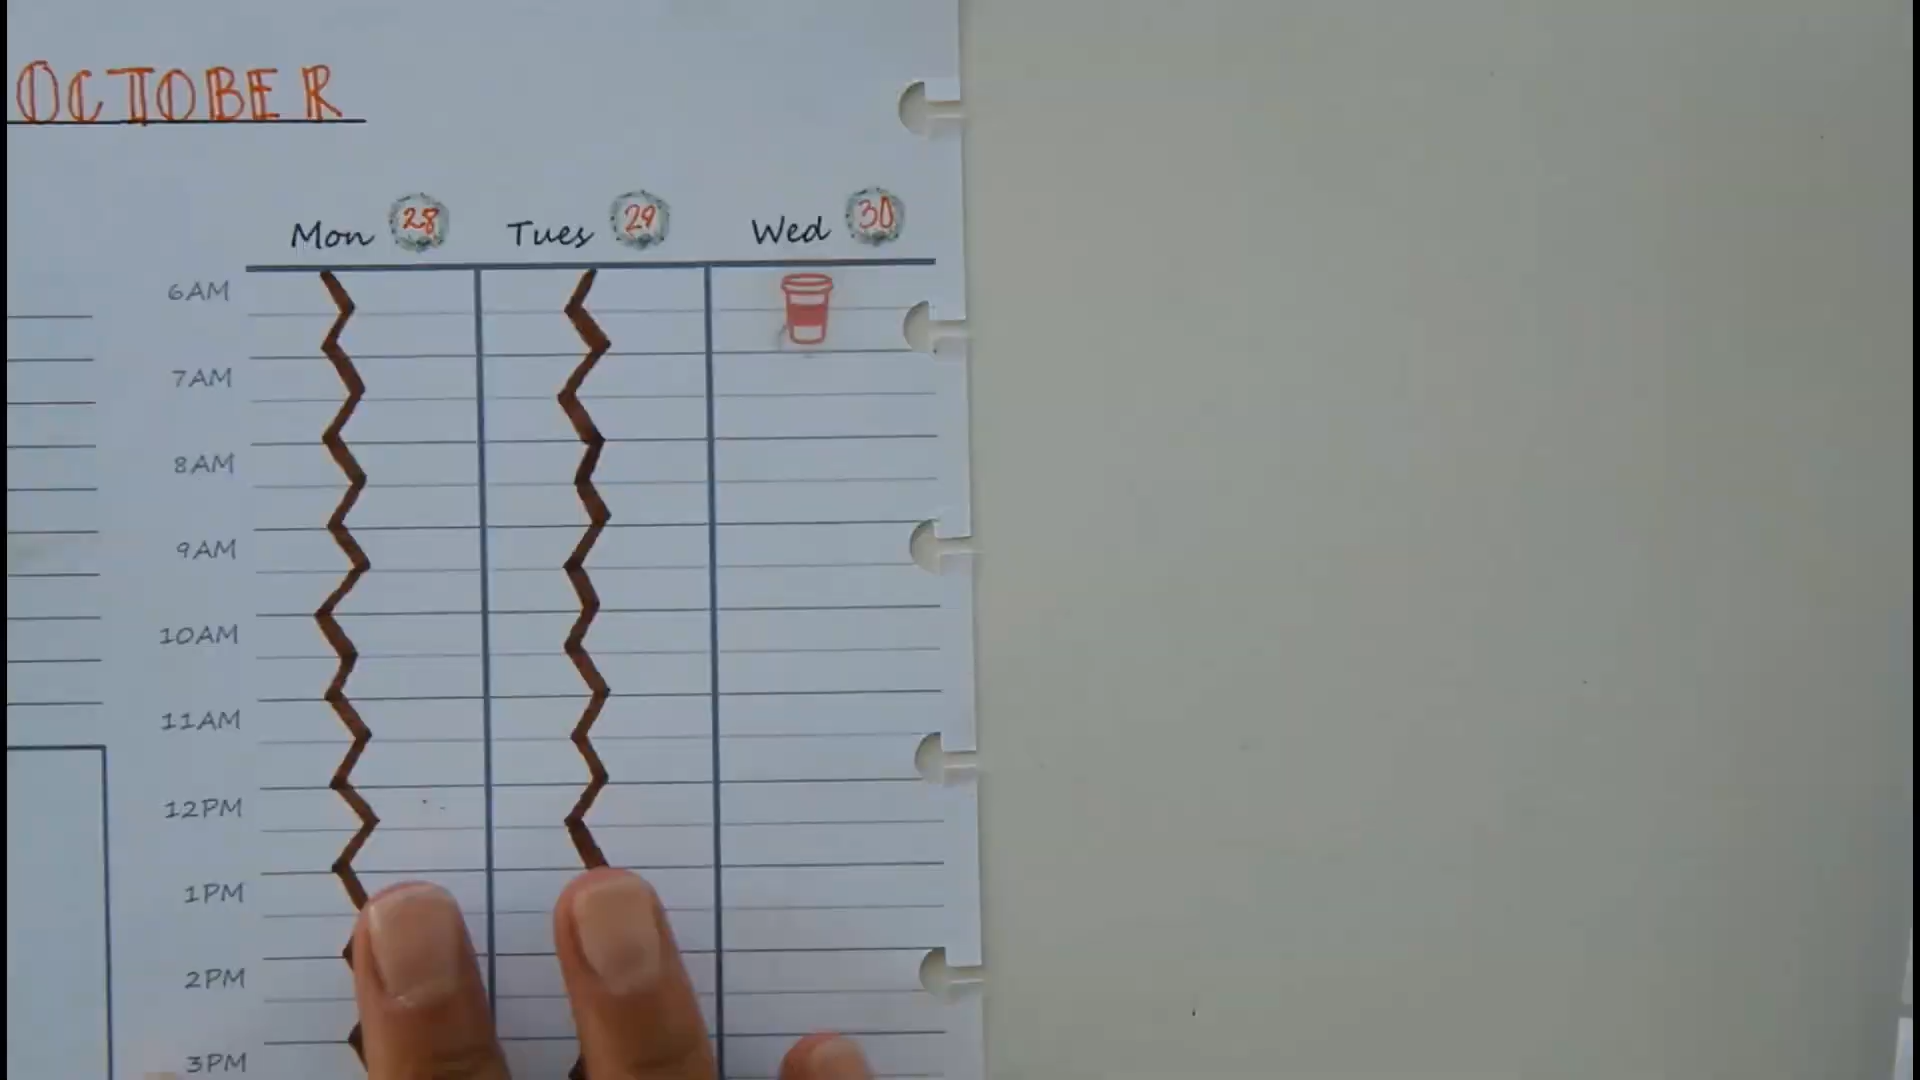 OCTOBER
Mon 28 Tues 29 Wed 30
6AM
7AM
8AM
9AM
10AM
11AM
12PM
1PM
2PM
3PM